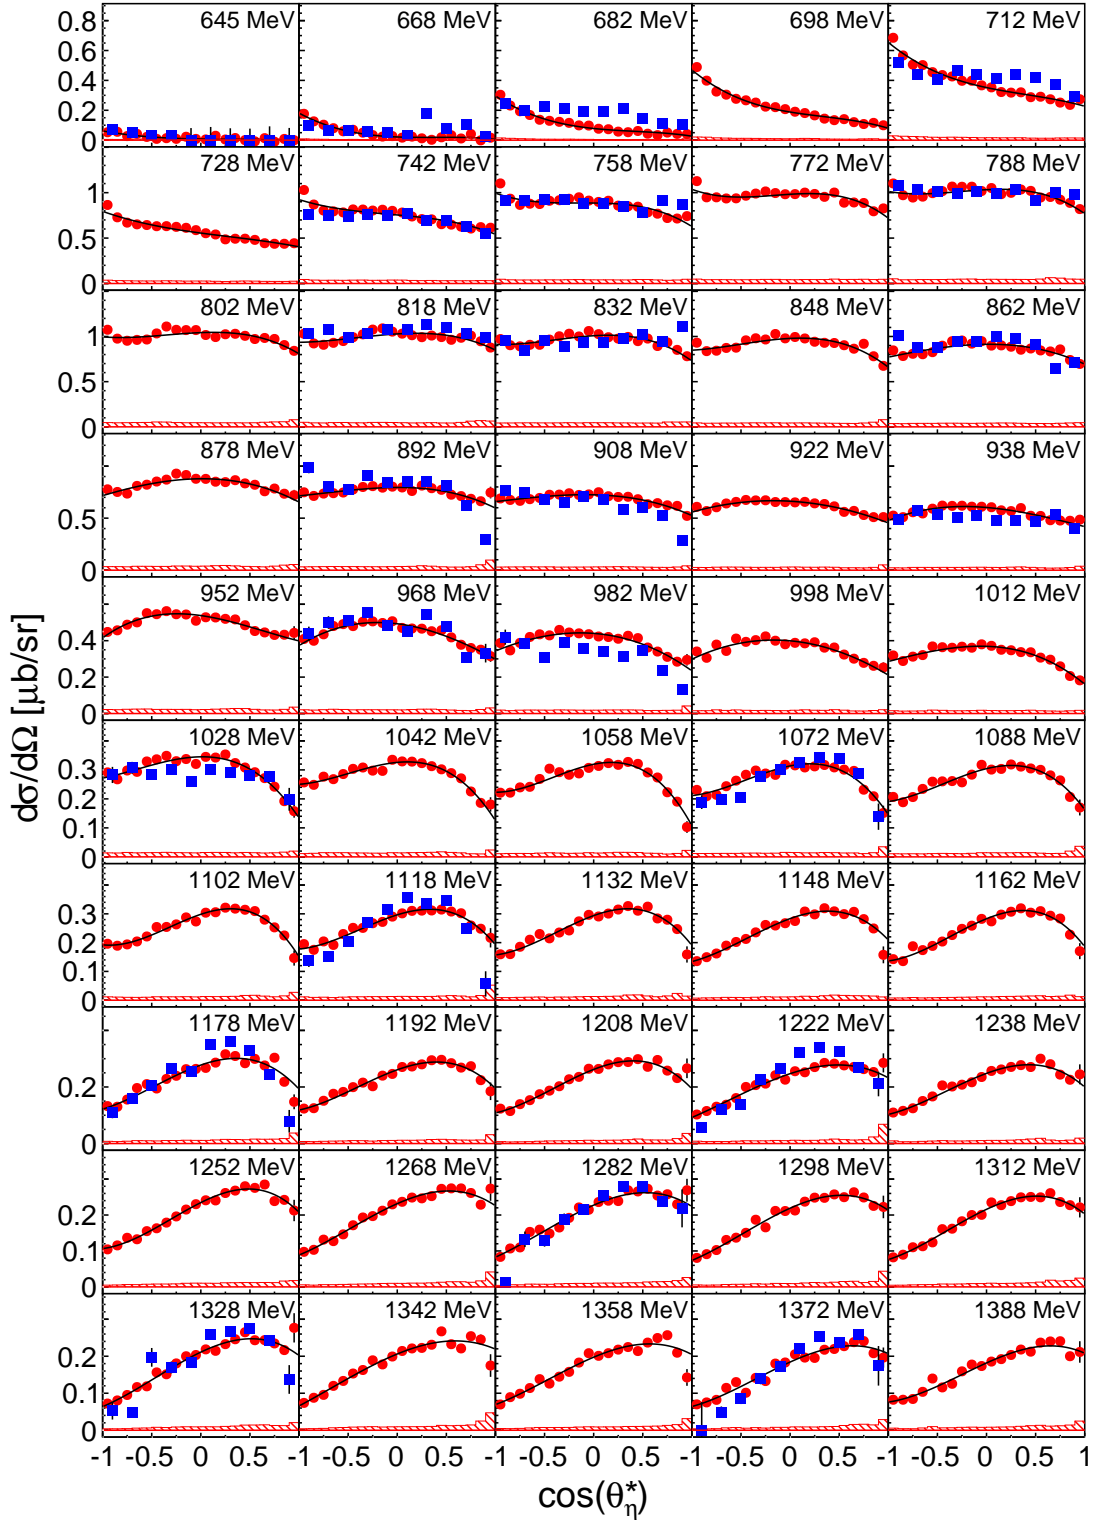 645 MeV 668 MeV 682 MeV 698 MeV 712 MeV
0.8
0.6
0.4
0.2
0
728 MeV 742 MeV 758 MeV 772 MeV 788 MeV
1
0.5
0
802 MeV 818 MeV 832 MeV 848 MeV 862 MeV
1
0.5
0
878 MeV 892 MeV 908 MeV 922 MeV 938 MeV
0.5
0
952 MeV 968 MeV 982 MeV 998 MeV 1012 MeV
0.4
0.2
0
1028 MeV 1042 MeV 1058 MeV 1072 MeV 1088 MeV
0.3
0.2
0.1
0
1102 MeV 1118 MeV 1132 MeV 1148 MeV 1162 MeV
0.3
0.2
0.1
0
1178 MeV 1192 MeV 1208 MeV 1222 MeV 1238 MeV
0.2
0
1252 MeV 1268 MeV 1282 MeV 1298 MeV 1312 MeV
0.2
0.1
0
1328 MeV 1342 MeV 1358 MeV 1372 MeV 1388 MeV
0.2
0.1
0
-1 -0.5 0 0.5 -1 -0.5 0 0.5 -1 -0.5 0 0.5 -1 -0.5 0 0.5 -1 -0.5 0 0.5 1
dσ/dΩ [μb/sr]
cos(θ*η)